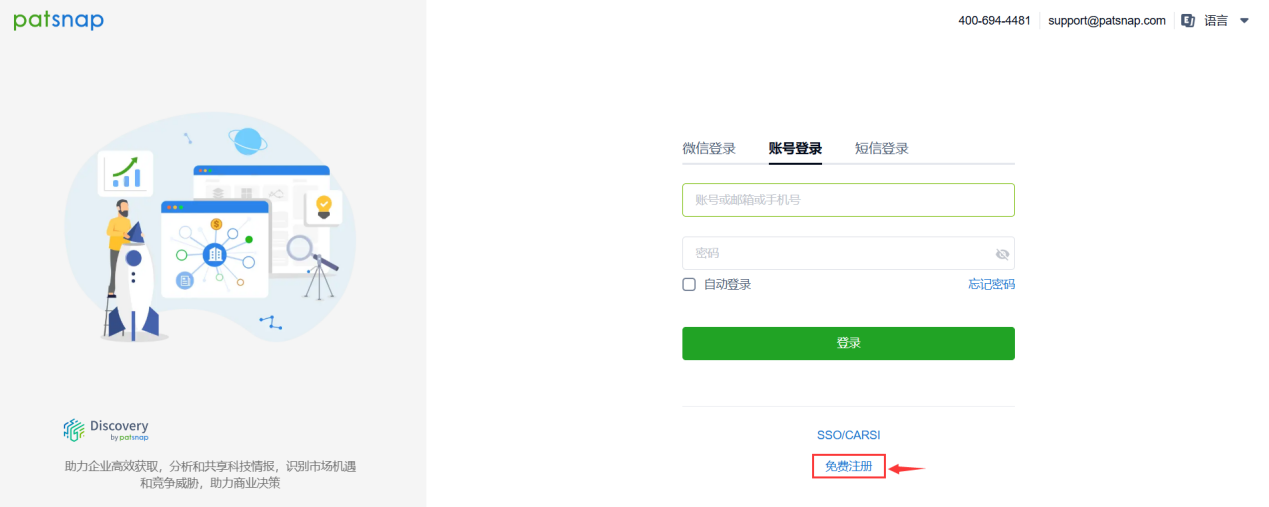 patsnap
400-694-4481 support@patsnap.com 语言
微信登录 账号登录 短信登录
账号或邮箱或手机号
密码
自动登录 忘记密码
登录
SSO/CARSI
免费注册
Discovery
by patsnap
助力企业高效获取，分析和共享科技情报，识别市场机遇
和竞争威胁，助力商业决策